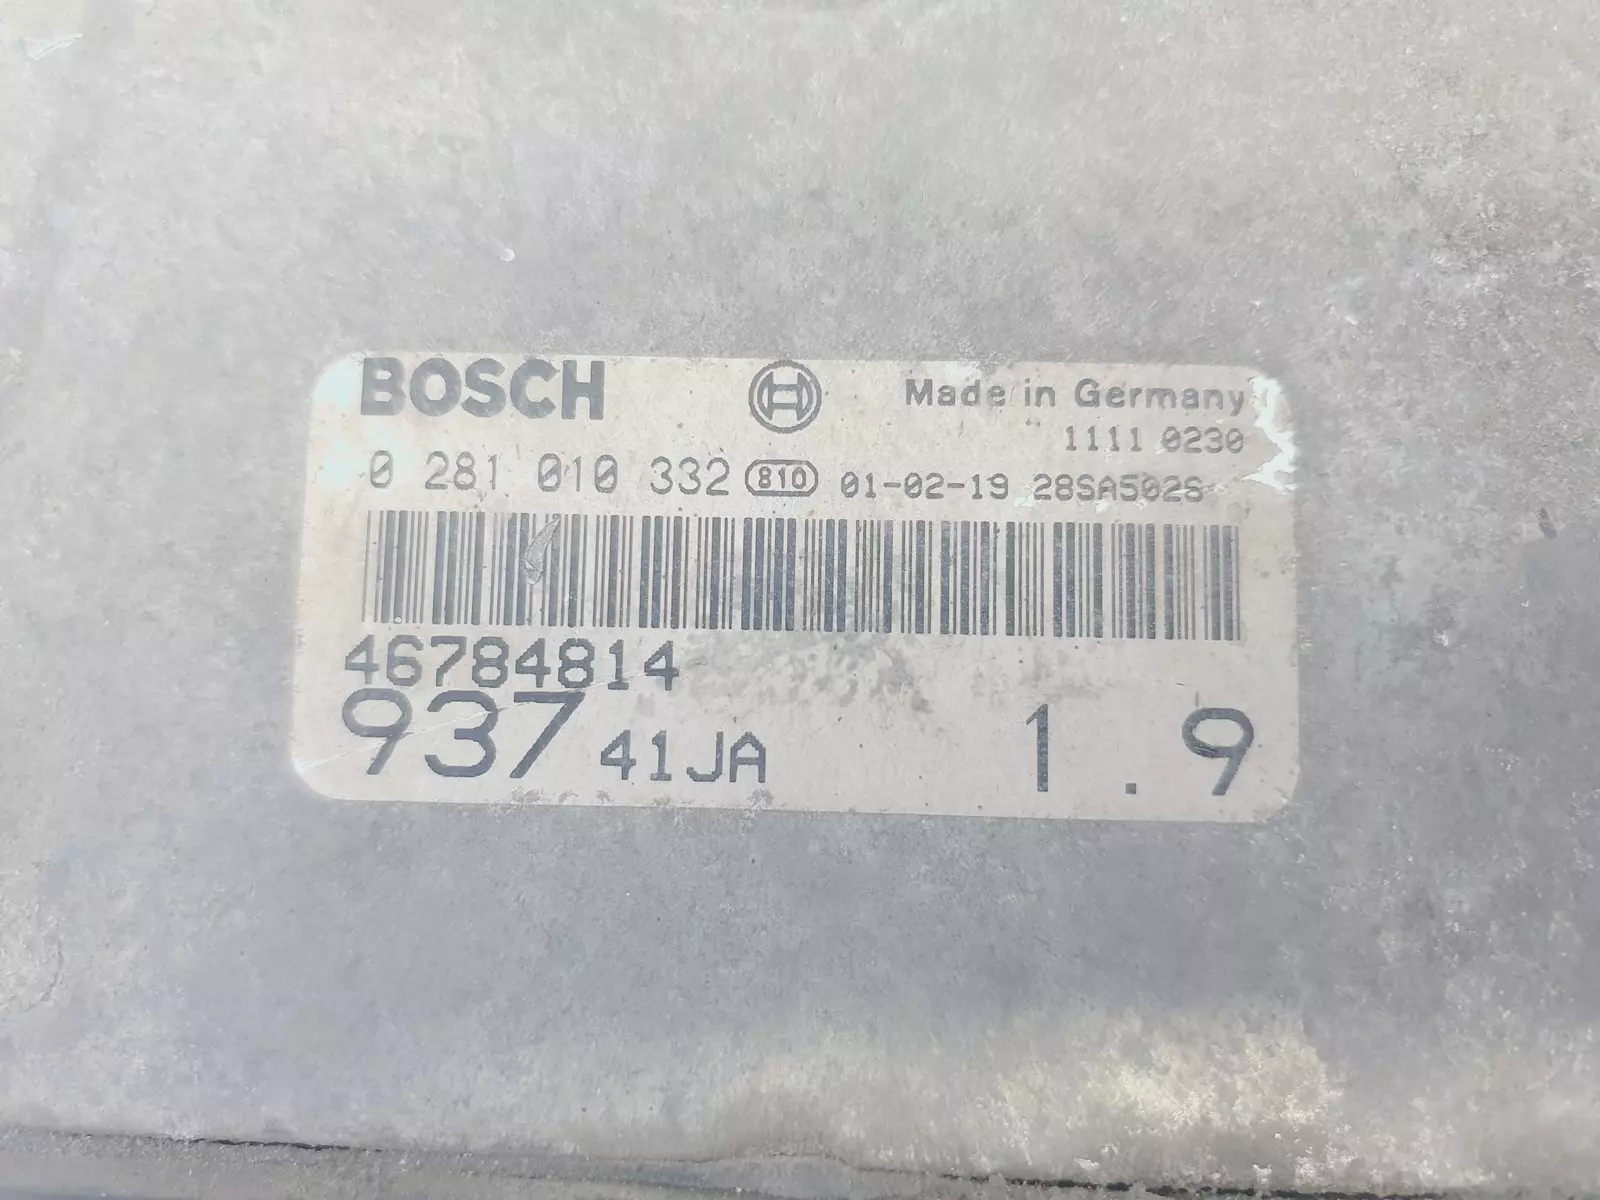 BOSCH Made in Germany
1111 0230
0 281 010 332 810 01-02-19 28SA502S
46784814
937 41JA 1.9